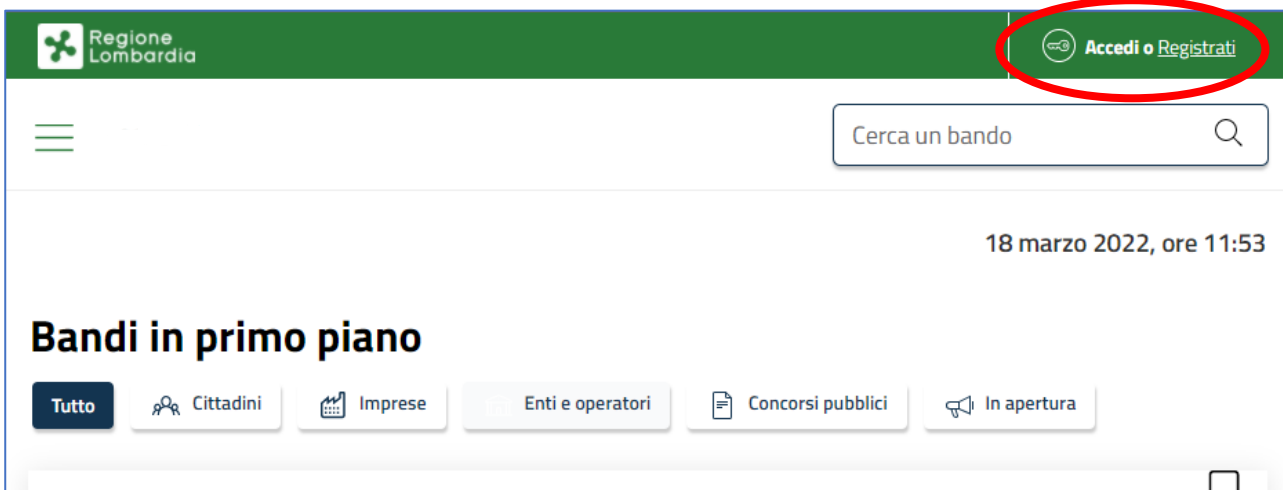 Regione
Lombardia
Accedi o Registrati
Cerca un bando
18 marzo 2022, ore 11:53
Bandi in primo piano
Tutto Cittadini Imprese Enti e operatori Concorsi pubblici In apertura